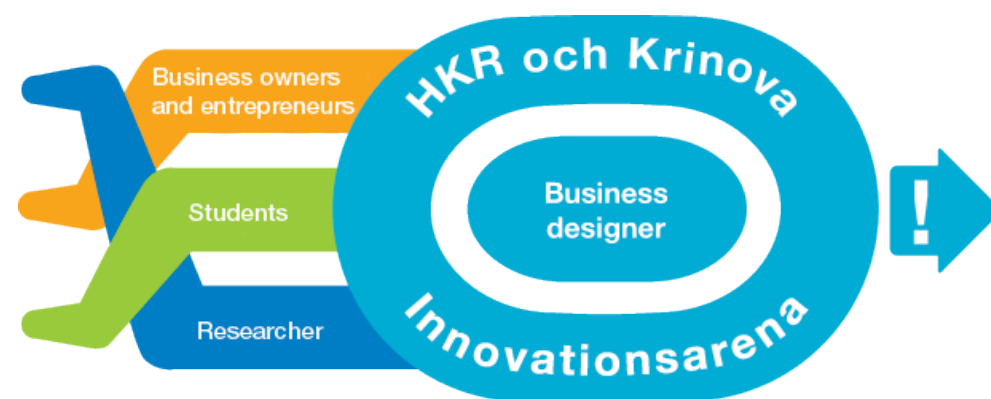 Business owners
and entrepreneurs
Students
Researcher
HKR och Krinova
Business
designer
Innovationsarena
!